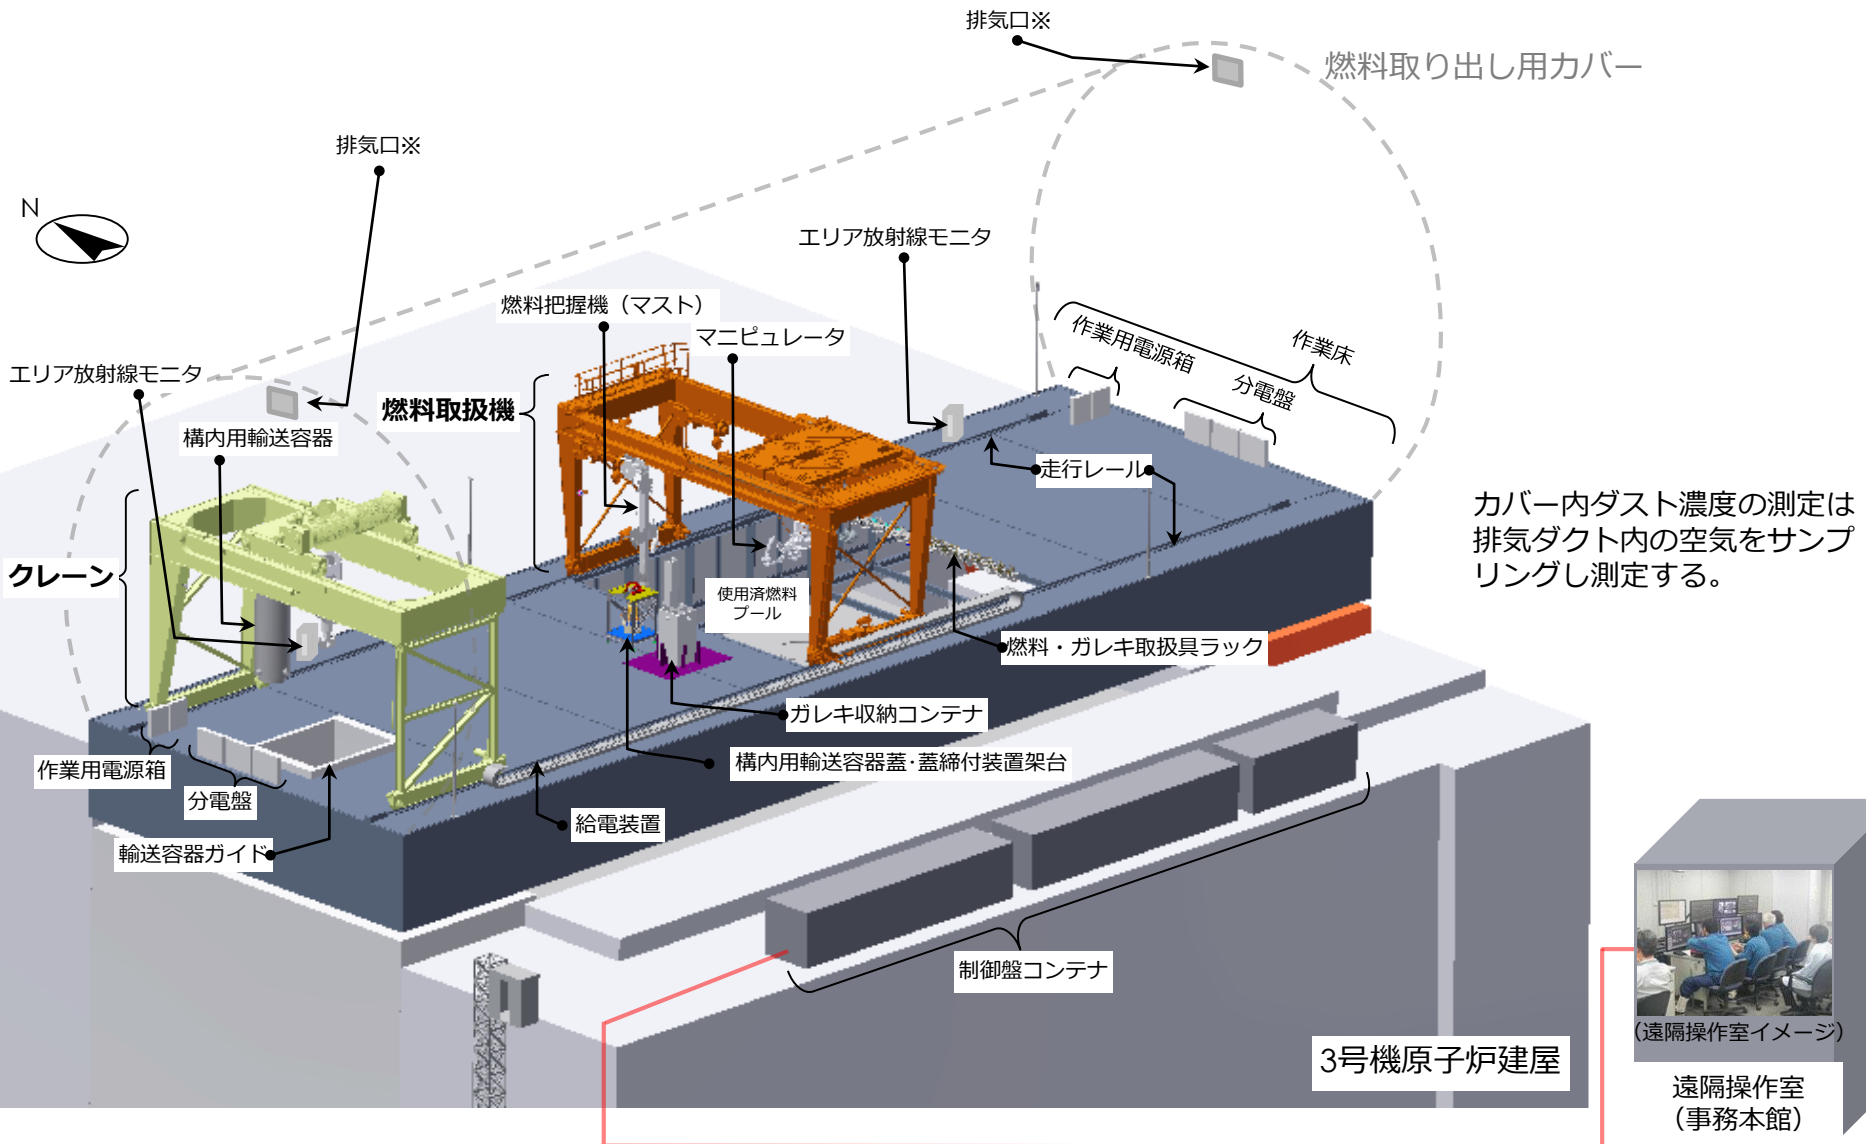 排気口※
燃料取り出し用カバー
排気口※
N
エリア放射線モニタ
燃料把握機（マスト）
マニピュレータ
作業用電源箱
作業床
分電盤
エリア放射線モニタ
燃料取扱機
構内用輸送容器
走行レール
カバー内ダスト濃度の測定は
排気ダクト内の空気をサンプ
リングし測定する。
クレーン
使用済燃料
プール
燃料・ガレキ取扱具ラック
ガレキ収納コンテナ
構内用輸送容器蓋･蓋締付装置架台
作業用電源箱
分電盤
給電装置
輸送容器ガイド
制御盤コンテナ
3号機原子炉建屋
（遠隔操作室イメージ）
遠隔操作室
（事務本館）